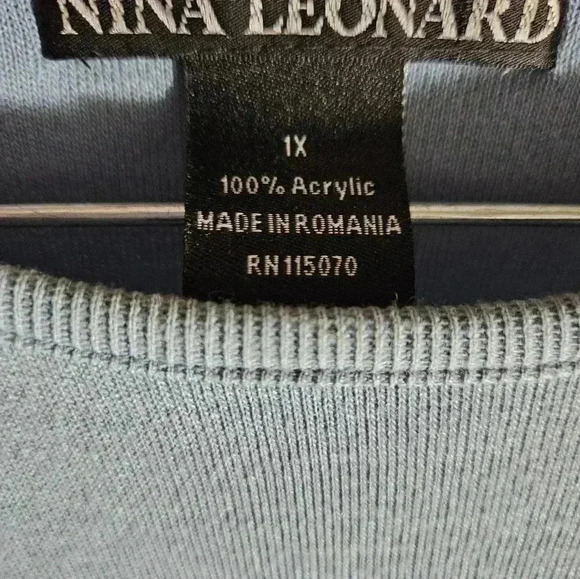 NINA LEONARD
1X
100% Acrylic
MADE IN ROMANIA
RN115070